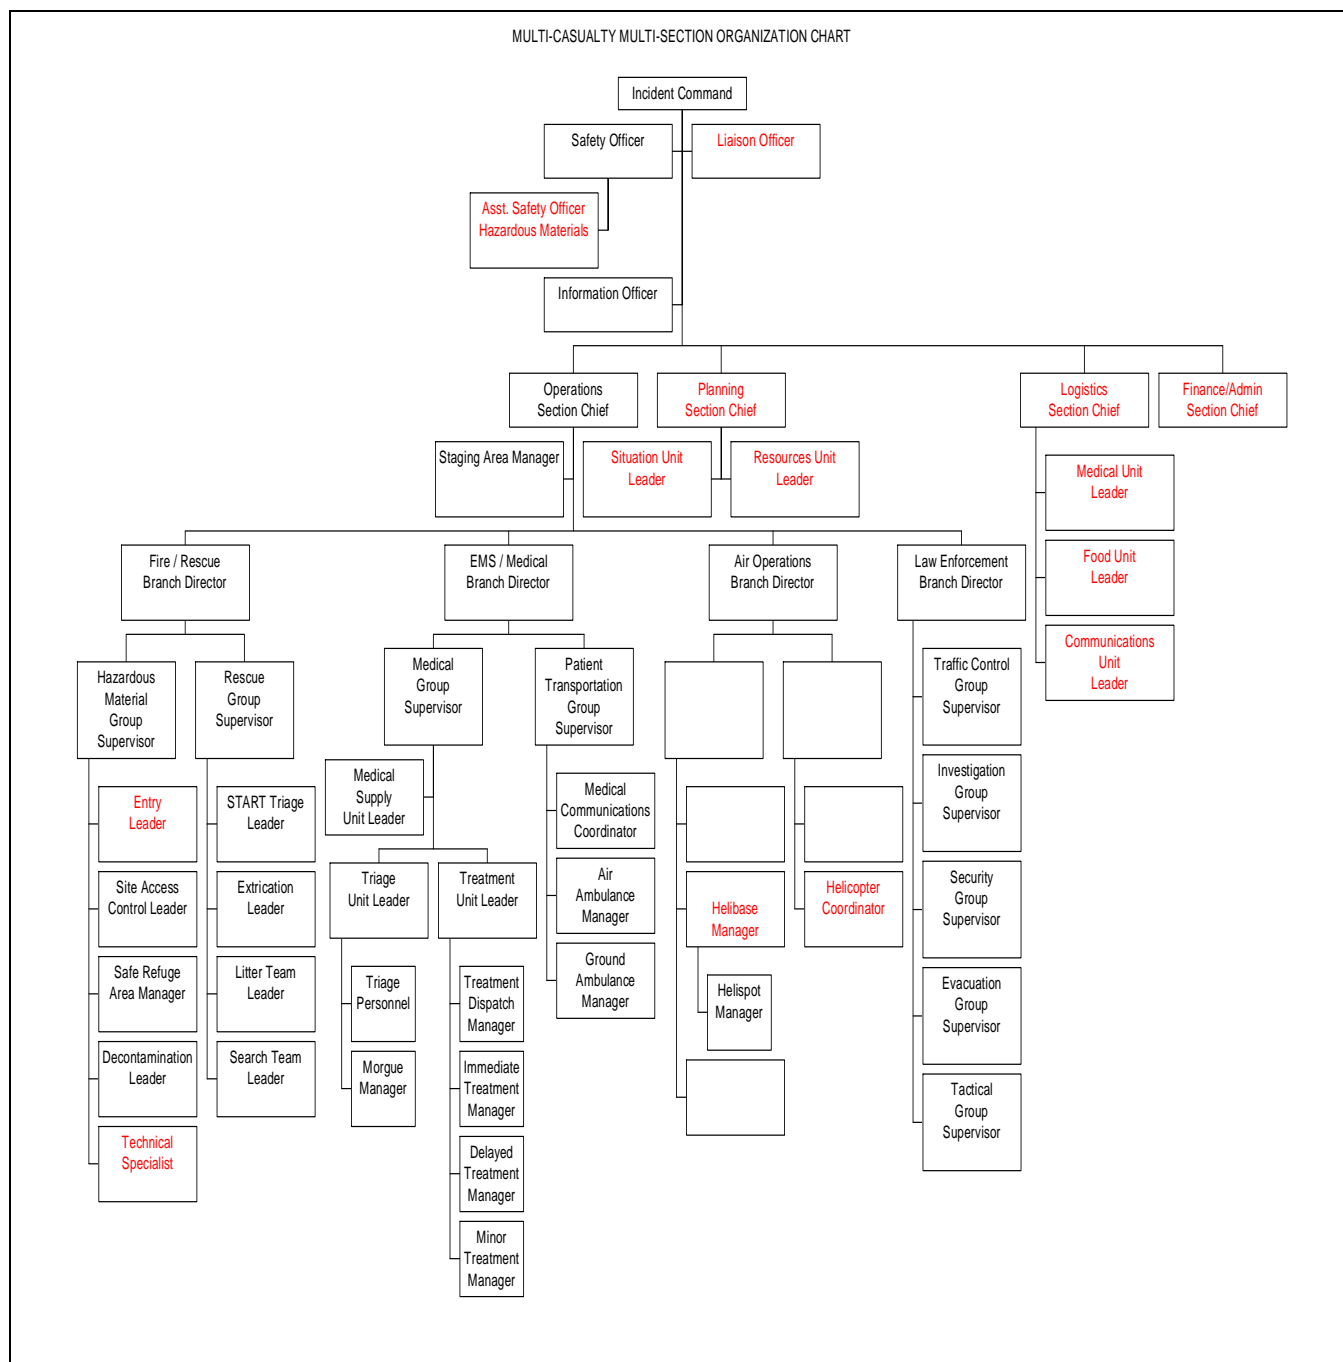 MULTI-CASUALTY MULTI-SECTION ORGANIZATION CHART
Incident Command
Safety Officer
Liaison Officer
Asst. Safety Officer
Hazardous Materials
Information Officer
Operations
Section Chief
Planning
Section Chief
Logistics
Section Chief
Finance/Admin
Section Chief
Staging Area Manager
Situation Unit
Leader
Resources Unit
Leader
Medical Unit
Leader
Food Unit
Leader
Communications
Unit
Leader
Fire / Rescue
Branch Director
EMS / Medical
Branch Director
Air Operations
Branch Director
Law Enforcement
Branch Director
Hazardous
Material
Group
Supervisor
Rescue
Group
Supervisor
Medical
Group
Supervisor
Patient
Transportation
Group
Supervisor
Traffic Control
Group
Supervisor
Entry
Leader
Site Access
Control Leader
Safe Refuge
Area Manager
Decontamination
Leader
Technical
Specialist
START Triage
Leader
Extrication
Leader
Litter Team
Leader
Search Team
Leader
Medical
Supply
Unit Leader
Triage
Unit Leader
Treatment
Unit Leader
Triage
Personnel
Morgue
Manager
Treatment
Dispatch
Manager
Immediate
Treatment
Manager
Delayed
Treatment
Manager
Minor
Treatment
Manager
Medical
Communications
Coordinator
Air
Ambulance
Manager
Ground
Ambulance
Manager
Helibase
Manager
Helispot
Manager
Helicopter
Coordinator
Investigation
Group
Supervisor
Security
Group
Supervisor
Evacuation
Group
Supervisor
Tactical
Group
Supervisor